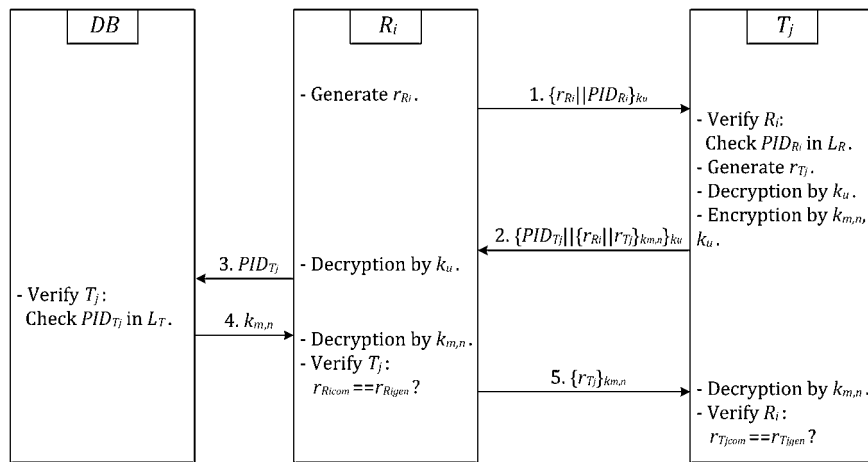 DB
R_i
T_j
- Generate r_Ri.
1. {r_Ri||PID_Ri}_ku
- Verify R_i:
Check PID_Ri in L_R.
- Generate r_Tj.
- Decryption by k_u.
- Encryption by k_m,n,
k_u.
2. {PID_Tj||{r_Ri||r_Tj}_km,n}_ku
- Decryption by k_u.
3. PID_Tj
- Verify T_j:
Check PID_Tj in L_T.
4. k_m,n
- Decryption by k_m,n.
- Verify T_j:
r_Ricom==r_Rigen?
5. {r_Tj}_km,n
- Decryption by k_m,n.
- Verify R_i:
r_Tjcom==r_Tjgen?